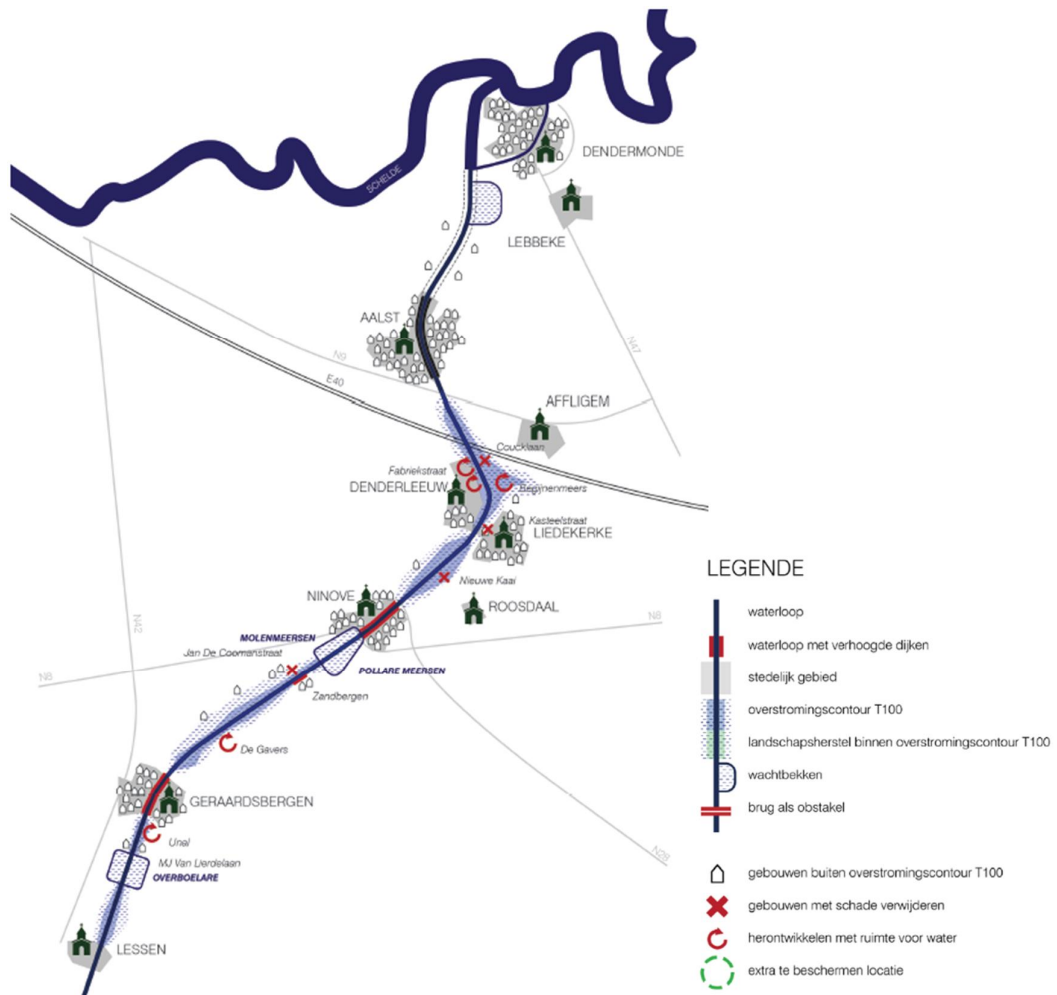 SCHELDE
DENDERMONDE
LEBBEKE
AALST
N9
N47
E40
AFFLIGEM
Coucklaan
Fabriekstraat
DENDERLEEUW
Begijnenmeers
Kasteelstraat
LIEDEKERKE
Nieuwe Kaai
NINOVE
ROOSDAAL
N42
N8
MOLENMEERSEN
Jan De Coomanstraat
POLLARE MEERSEN
N8
Zandbergen
De Gavers
GERAARDSBERGEN
Unal
MJ Van Lierdelaan
OVERBOELARE
N28
LESSEN
LEGENDE
waterloop
waterloop met verhoogde dijken
stedelijk gebied
overstromingscontour T100
landschapsherstel binnen overstromingscontour T100
wachtbekken
brug als obstakel
gebouwen buiten overstromingscontour T100
gebouwen met schade verwijderen
herontwikkelen met ruimte voor water
extra te beschermen locatie